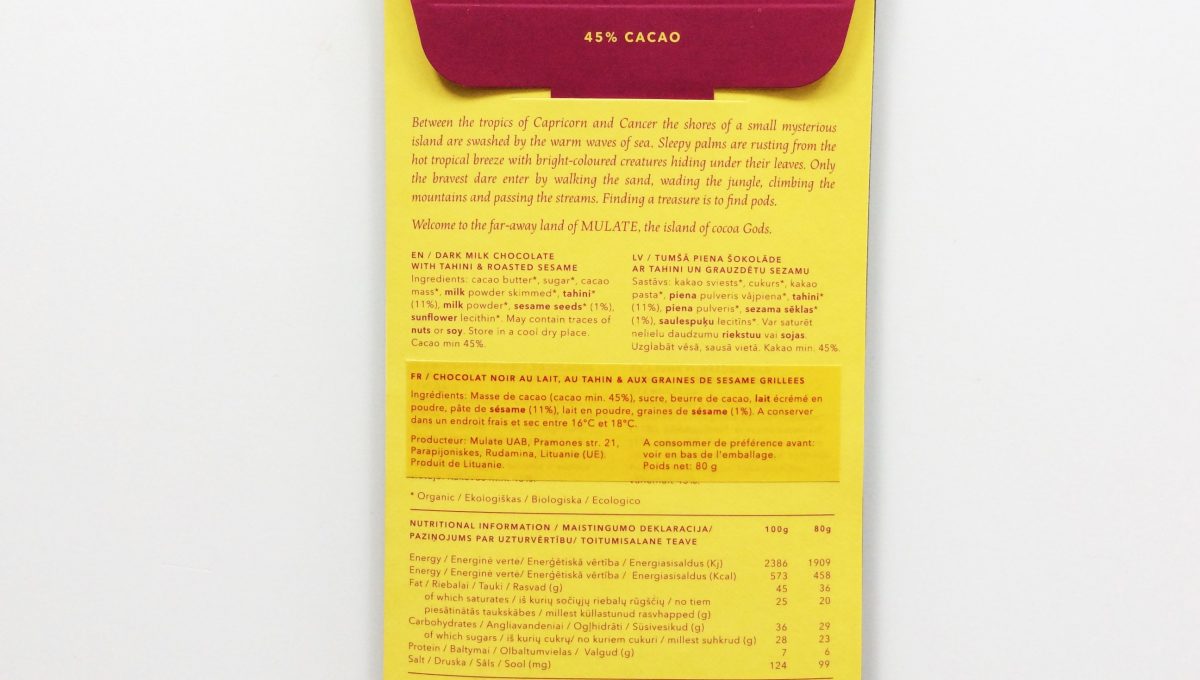 45% CACAO
Between the tropics of Capricorn and Cancer the shores of a small mysterious
island are swashed by the warm waves of sea. Sleepy palms are rusting from the
hot tropical breeze with bright-coloured creatures hiding under their leaves. Only
the bravest dare enter by walking the sand, wading the jungle, climbing the
mountains and passing the streams. Finding a treasure is to find pods.
Welcome to the far-away land of MULATE, the island of cocoa Gods.
EN / DARK MILK CHOCOLATE
WITH TAHINI & ROASTED SESAME
Ingredients: cacao butter*, sugar*, cacao
mass*, milk powder skimmed*, tahini*
(11%), milk powder*, sesame seeds* (1%),
sunflower lecithin*. May contain traces of
nuts or soy. Store in a cool dry place.
Cacao min 45%.
LV / TUMŠĀ PIENA ŠOKOLĀDE
AR TAHINI UN GRAUZDĒTU SEZAMU
Sastāvs: kakao sviests*, cukurs*, kakao
pasta*, piena pulveris vājpiena*, tahini*
(11%), piena pulveris*, sezama sēklas*
(1%), saulespuķu lecitīns*. Var saturēt
nelielu daudzumu riekstuu vai sojas.
Uzglabāt vēsā, sausā vietā. Kakao min. 45%.
FR / CHOCOLAT NOIR AU LAIT, AU TAHIN & AUX GRAINES DE SESAME GRILLEES
Ingrédients: Masse de cacao (cacao min. 45%), sucre, beurre de cacao, lait écrémé en
poudre, pâte de sésame (11%), lait en poudre, graines de sésame (1%). A conserver
dans un endroit frais et sec entre 16°C et 18°C.
Producteur: Mulate UAB, Pramones str. 21,
Parapijoniskes, Rudamina, Lituanie (UE).
Produit de Lituanie.
A consommer de préférence avant:
voir en bas de l'emballage.
Poids net: 80 g
* Organic / Ekologiškas / Biologiska / Ecologico
NUTRITIONAL INFORMATION / MAISTINGUMO DEKLARACIJA/ 100g 80g
PAZIŅOJUMS PAR UZTURVĒRTĪBU/ TOITUMISALANE TEAVE
Energy / Energinė vertė/ Enerģētiskā vērtība / Energiasisaldus (Kj) 2386 1909
Energy / Energinė vertė/ Enerģētiskā vērtība / Energiasisaldus (Kcal) 573 458
Fat / Riebalai / Tauki / Rasvad (g) 45 36
of which saturates / iš kurių sočiųjų riebalų rūgščių / no tiem 25 20
piesātinātās taukskābes / millest küllastunud rasvhapped (g)
Carbohydrates / Angliavandeniai / Ogļhidrāti / Süsivesikud (g) 36 29
of which sugars / iš kurių cukrų/ no kuriem cukuri / millest suhkrud (g) 28 23
Protein / Baltymai / Olbaltumvielas / Valgud (g) 7 6
Salt / Druska / Sāls / Sool (mg) 124 99